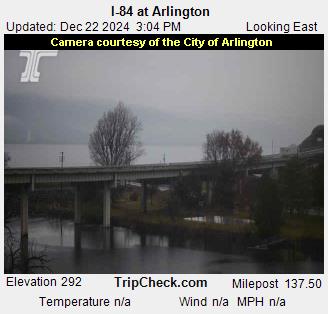 I-84 at Arlington
Updated: Dec 22 2024 3:04 PM Looking East
Camera courtesy of the City of Arlington
Elevation 292 TripCheck.com Milepost 137.50
Temperature n/a Wind n/a MPH n/a